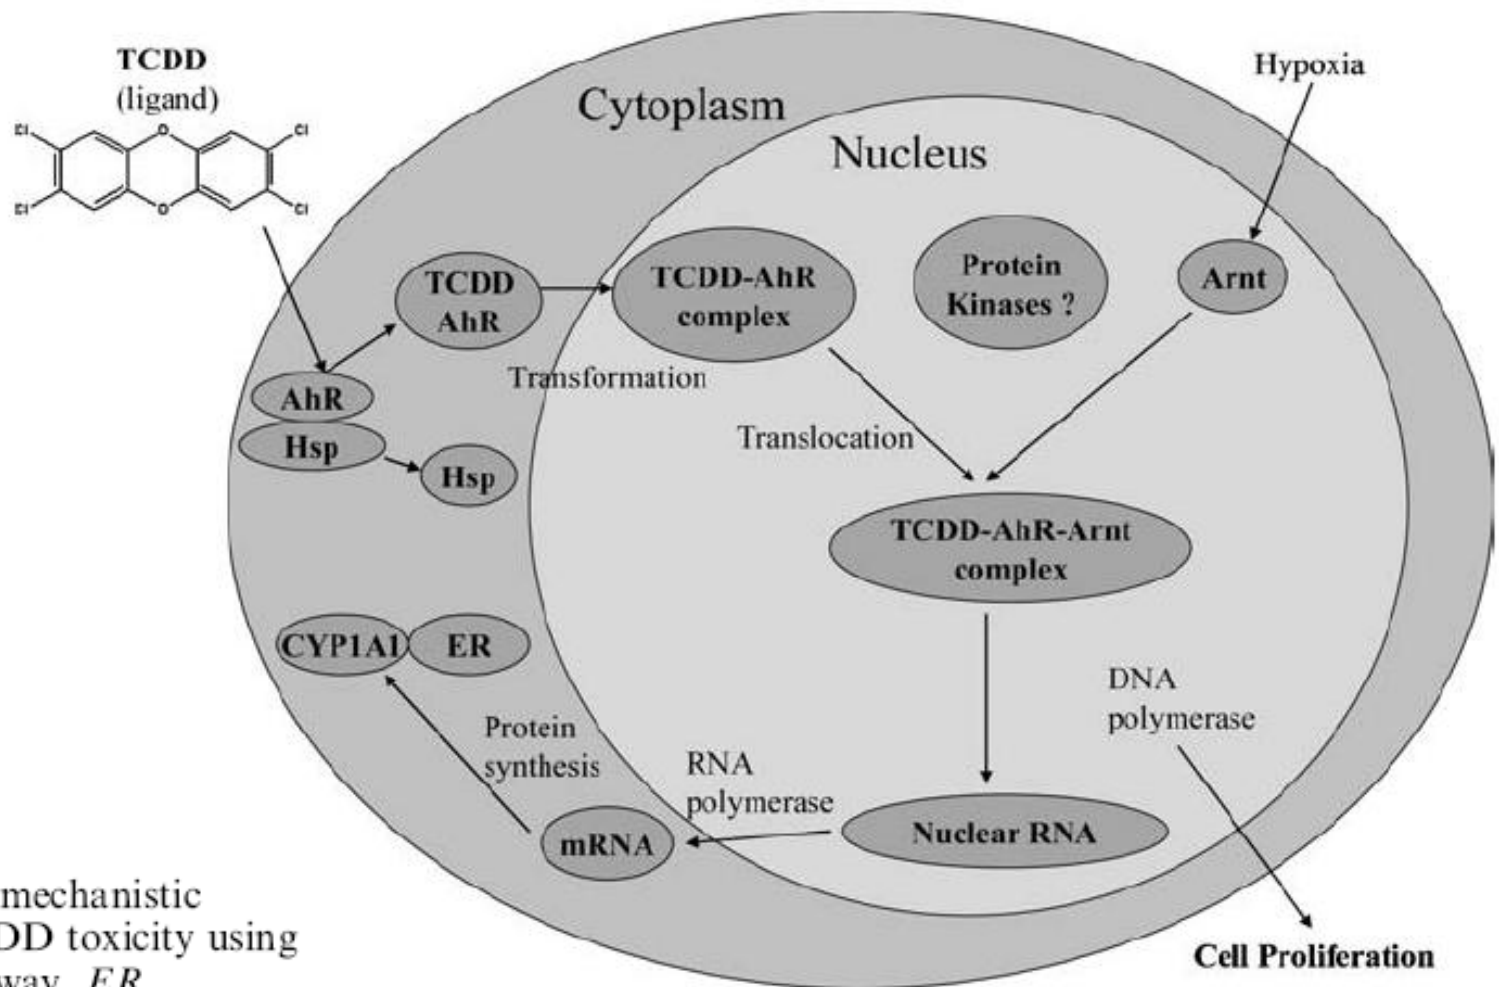 TCDD
(ligand)
Cl
Cl
Cl
Cl
O
O
Cytoplasm
Nucleus
Hypoxia
TCDD
AhR
TCDD-AhR
complex
Protein
Kinases ?
Arnt
Transformation
AhR
Hsp
Hsp
Translocation
TCDD-AhR-Arnt
complex
CYP1A1
ER
DNA
polymerase
Protein
synthesis
RNA
polymerase
mRNA
Nuclear RNA
Cell Proliferation
mechanistic
DD toxicity using
way. ER